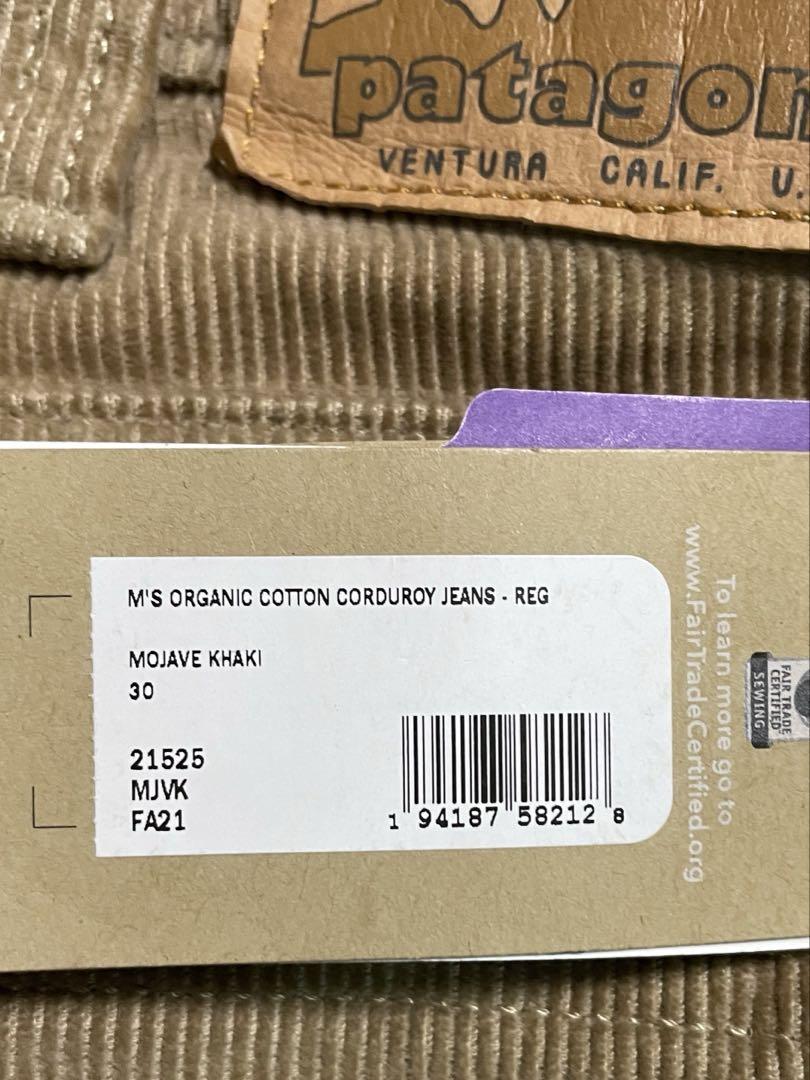 patagon
VENTURA CALIF. U.
M'S ORGANIC COTTON CORDUROY JEANS - REG
MOJAVE KHAKI
30
21525
MJVK
FA21
1 94187 58212 8
To learn more go to
www.FairTradeCertified.org
FAIR TRADE
CERTIFIED
SEWING